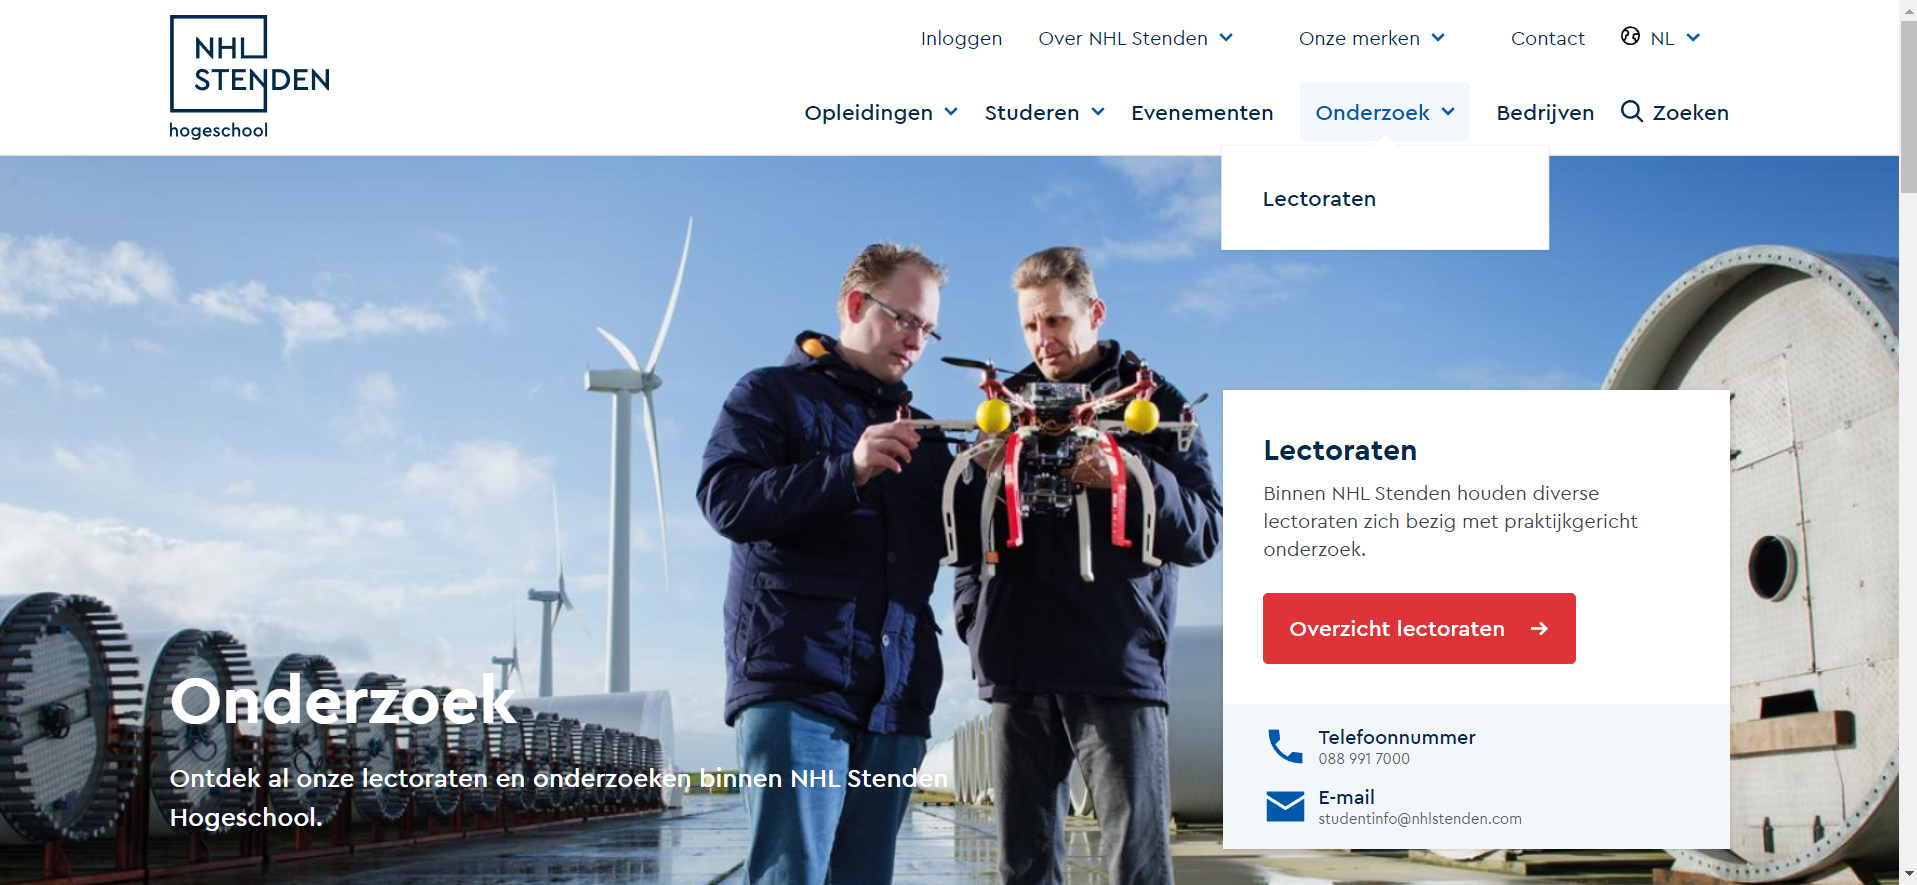 NHL
STENDEN
hogeschool
Inloggen
Over NHL Stenden
Onze merken
Contact
NL
Opleidingen
Studeren
Evenementen
Onderzoek
Bedrijven
Zoeken
Lectoraten
Lectoraten
Binnen NHL Stenden houden diverse
lectoraten zich bezig met praktijkgericht
onderzoek.
Overzicht lectoraten
Telefoonnummer
088 991 7000
E-mail
studentinfo@nhlstenden.com
Onderzoek
Ontdek al onze lectoraten en onderzoeken binnen NHL Stenden
Hogeschool.